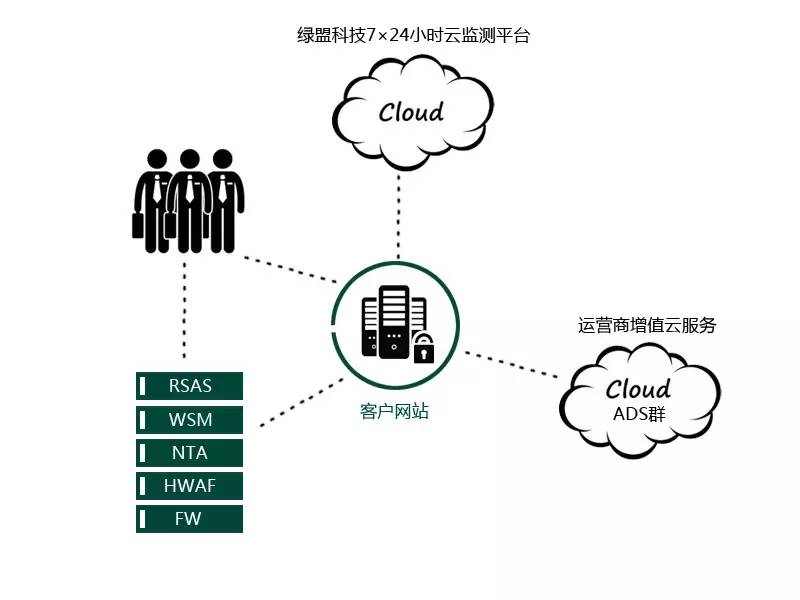 绿盟科技7×24小时云监测平台
Cloud
运营商增值云服务
Cloud
ADS群
客户网站
RSAS
WSM
NTA
HWAF
FW